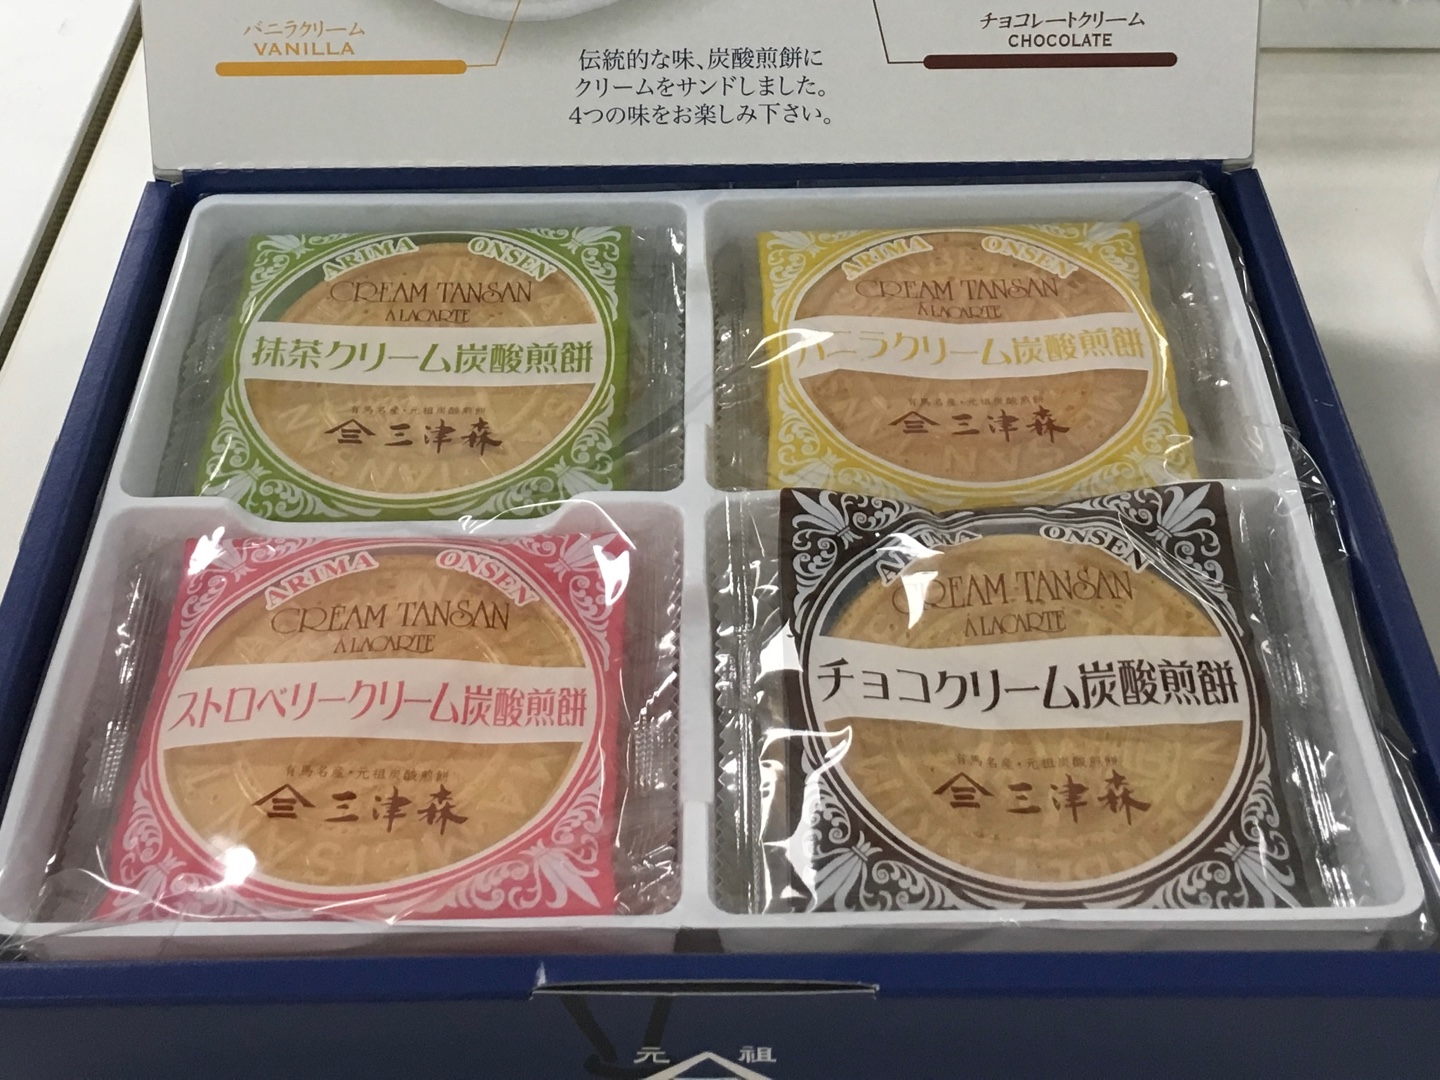 バニラクリーム
VANILLA
チョコレートクリーム
CHOCOLATE
伝統的な味、炭酸煎餅に
クリームをサンドしました。
4つの味をお楽しみ下さい。
ARIMA ONSEN
CREAM TANSAN
À LACARTE
抹茶クリーム炭酸煎餅
有馬名産・元祖炭酸煎餅
三津森
ARIMA ONSEN
CREAM TANSAN
À LACARTE
バニラクリーム炭酸煎餅
有馬名産・元祖炭酸煎餅
三津森
ARIMA ONSEN
CREAM TANSAN
À LACARTE
ストロベリークリーム炭酸煎餅
有馬名産・元祖炭酸煎餅
三津森
ARIMA ONSEN
CREAM TANSAN
À LACARTE
チョコクリーム炭酸煎餅
有馬名産・元祖炭酸煎餅
三津森
元祖